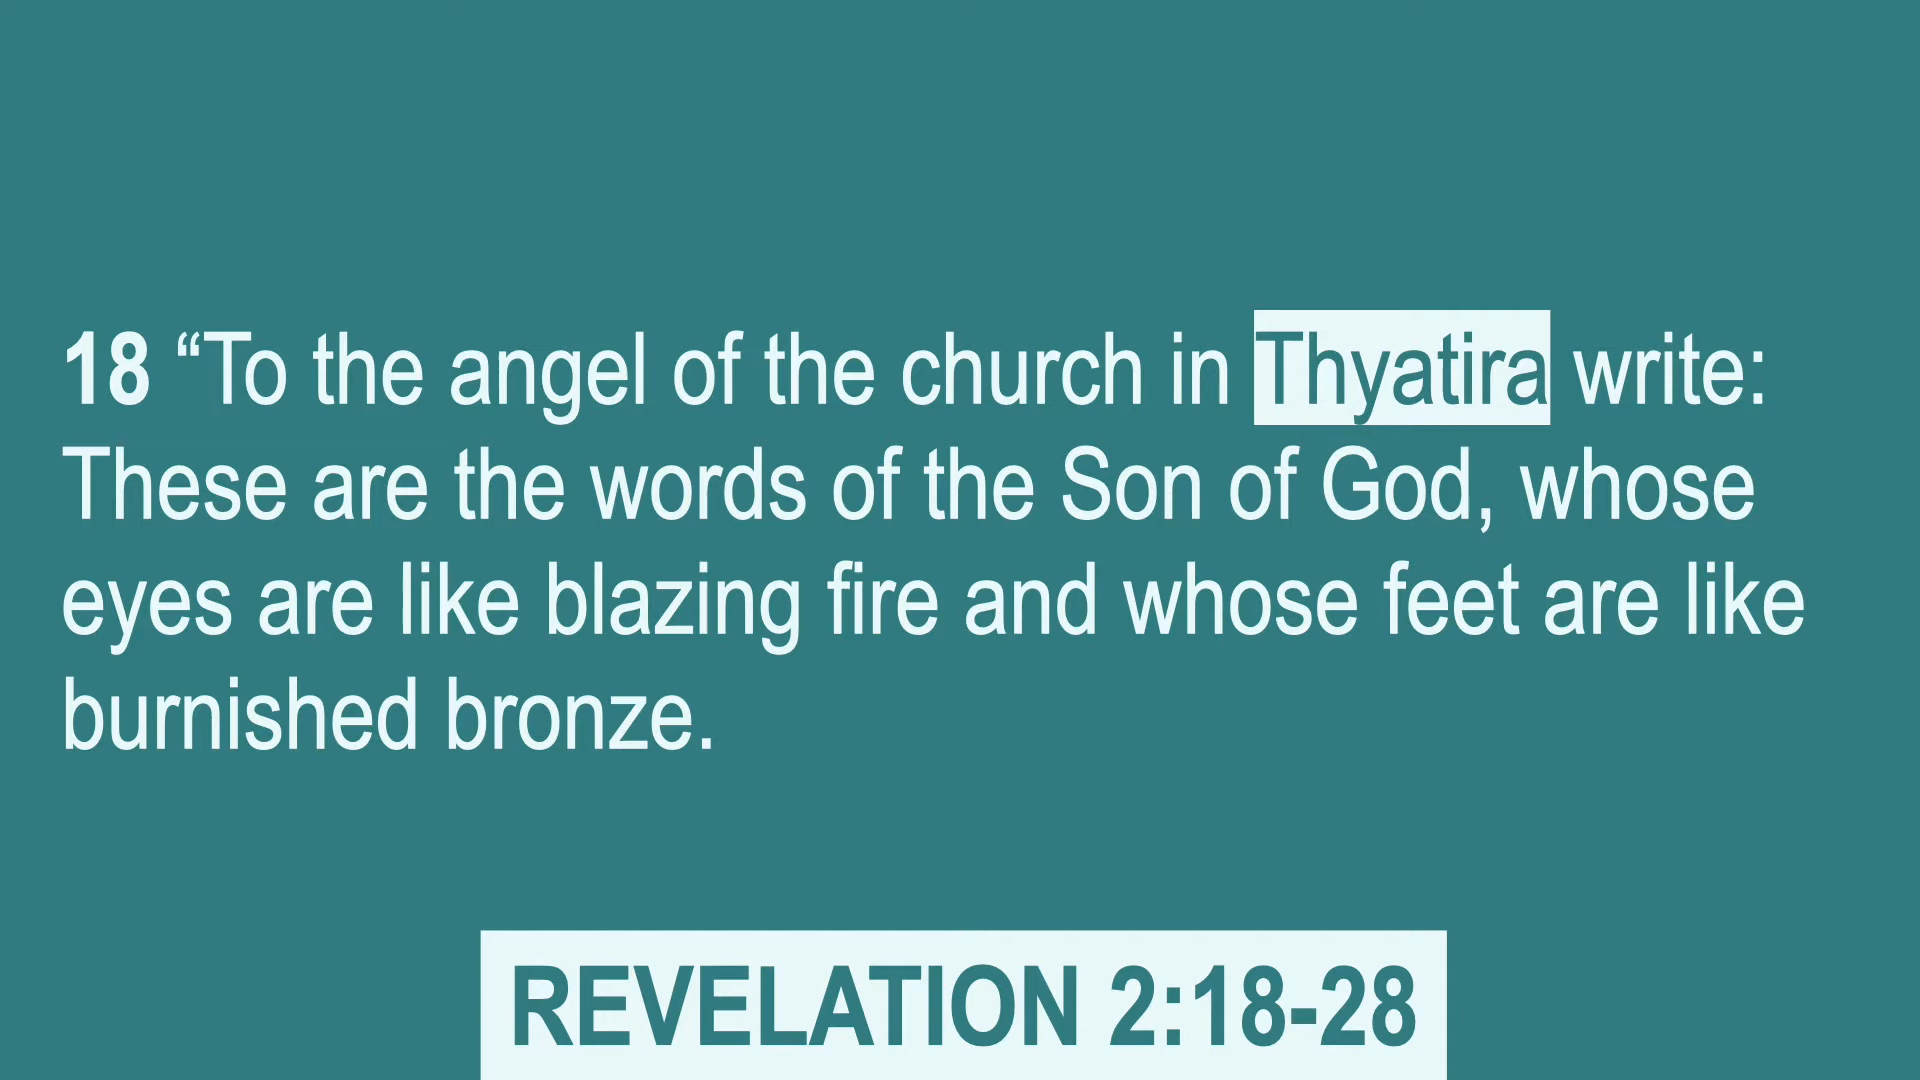 18 “To the angel of the church in Thyatira write:
These are the words of the Son of God, whose
eyes are like blazing fire and whose feet are like
burnished bronze.
REVELATION 2:18-28